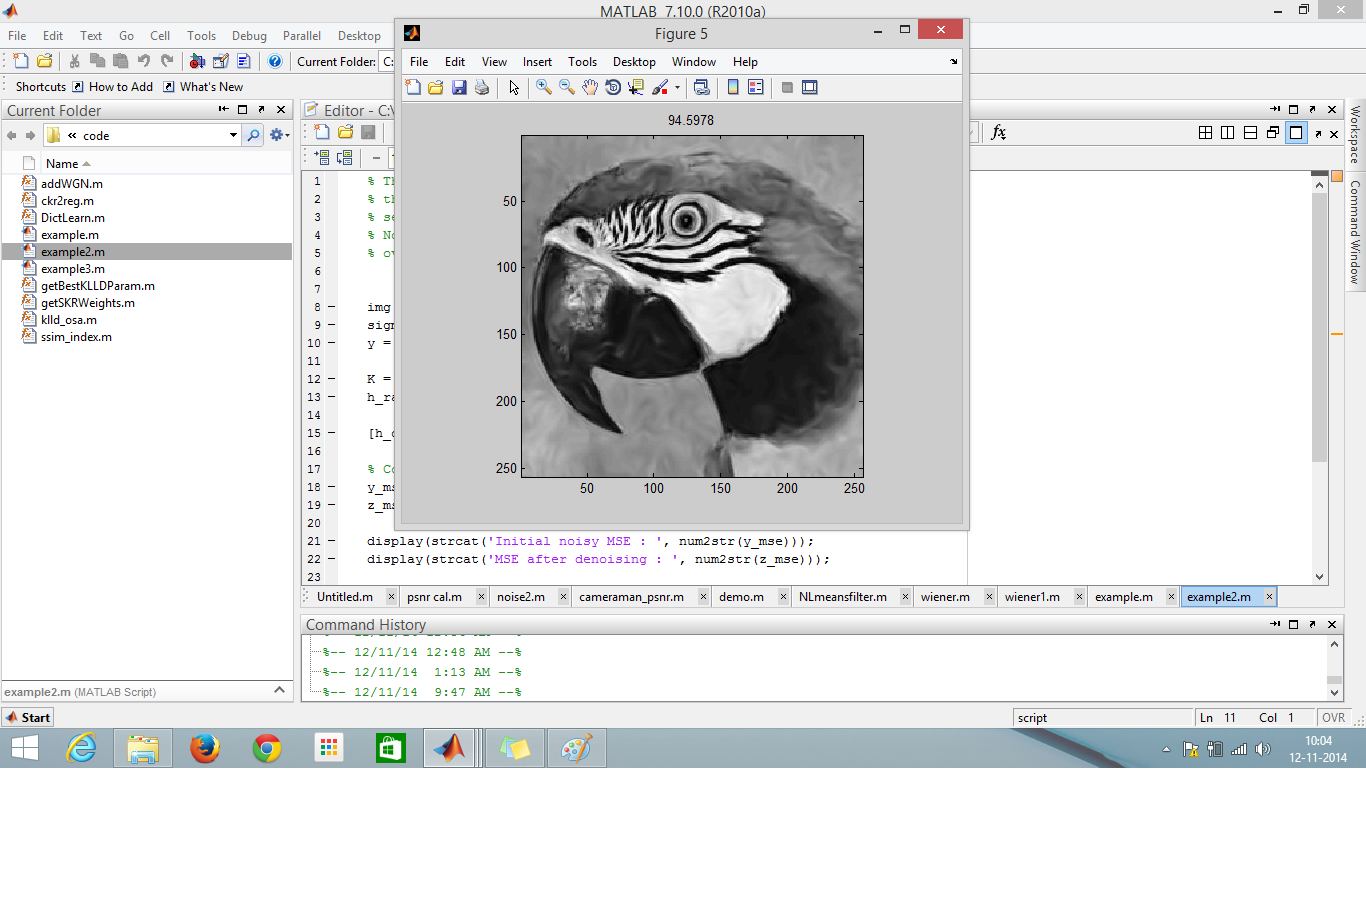 MATLAB 7.10.0 (R2010a)
File Edit Text Go Cell Tools Debug Parallel Desktop
Current Folder: C:
Shortcuts How to Add What's New
Current Folder
« code
Name
addWGN.m
ckr2reg.m
DictLearn.m
example.m
example2.m
example3.m
getBestKLLDParam.m
getSKRWeights.m
klld_osa.m
ssim_index.m
example2.m (MATLAB Script)
Start
Figure 5
File Edit View Insert Tools Desktop Window Help
94.5978
50
100
150
200
250
50 100 150 200 250
Editor - C:\
fx
1 % Th
2 % th
3 % se
4 % No
5 % ov
6
7
8 – img
9 – sign
10 – y =
11
12 – K =
13 – h_ra
14
15 – [h_c
16
17 % Co
18 – y_ms
19 – z_ms
20
21 – display(strcat('Initial noisy MSE : ', num2str(y_mse)));
22 – display(strcat('MSE after denoising : ', num2str(z_mse)));
23
Untitled.m psnr cal.m noise2.m cameraman_psnr.m demo.m NLmeansfilter.m wiener.m wiener1.m example.m example2.m
Command History
%-- 12/11/14 12:48 AM --%
%-- 12/11/14 1:13 AM --%
%-- 12/11/14 9:47 AM --%
Workspace
Command Window
script
Ln 11 Col 1 OVR
10:04
12-11-2014